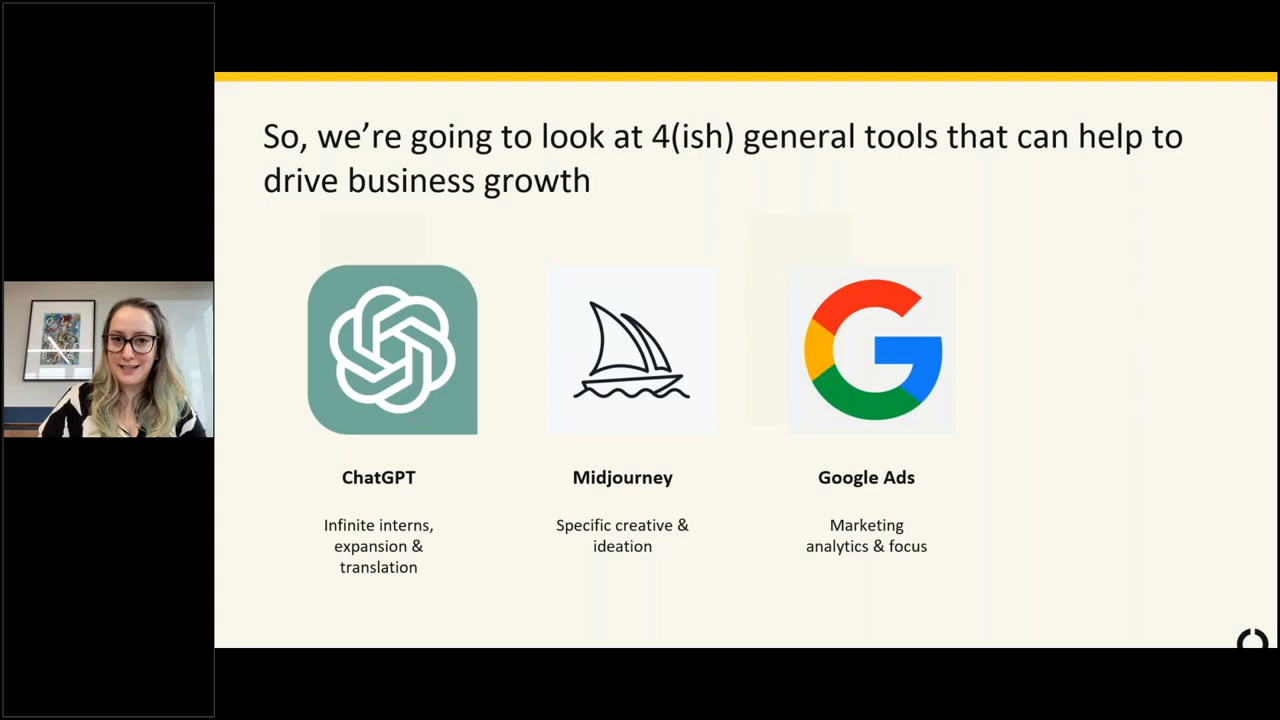 So, we’re going to look at 4(ish) general tools that can help to
drive business growth
ChatGPT
Infinite interns,
expansion &
translation
Midjourney
Specific creative &
ideation
Google Ads
Marketing
analytics & focus